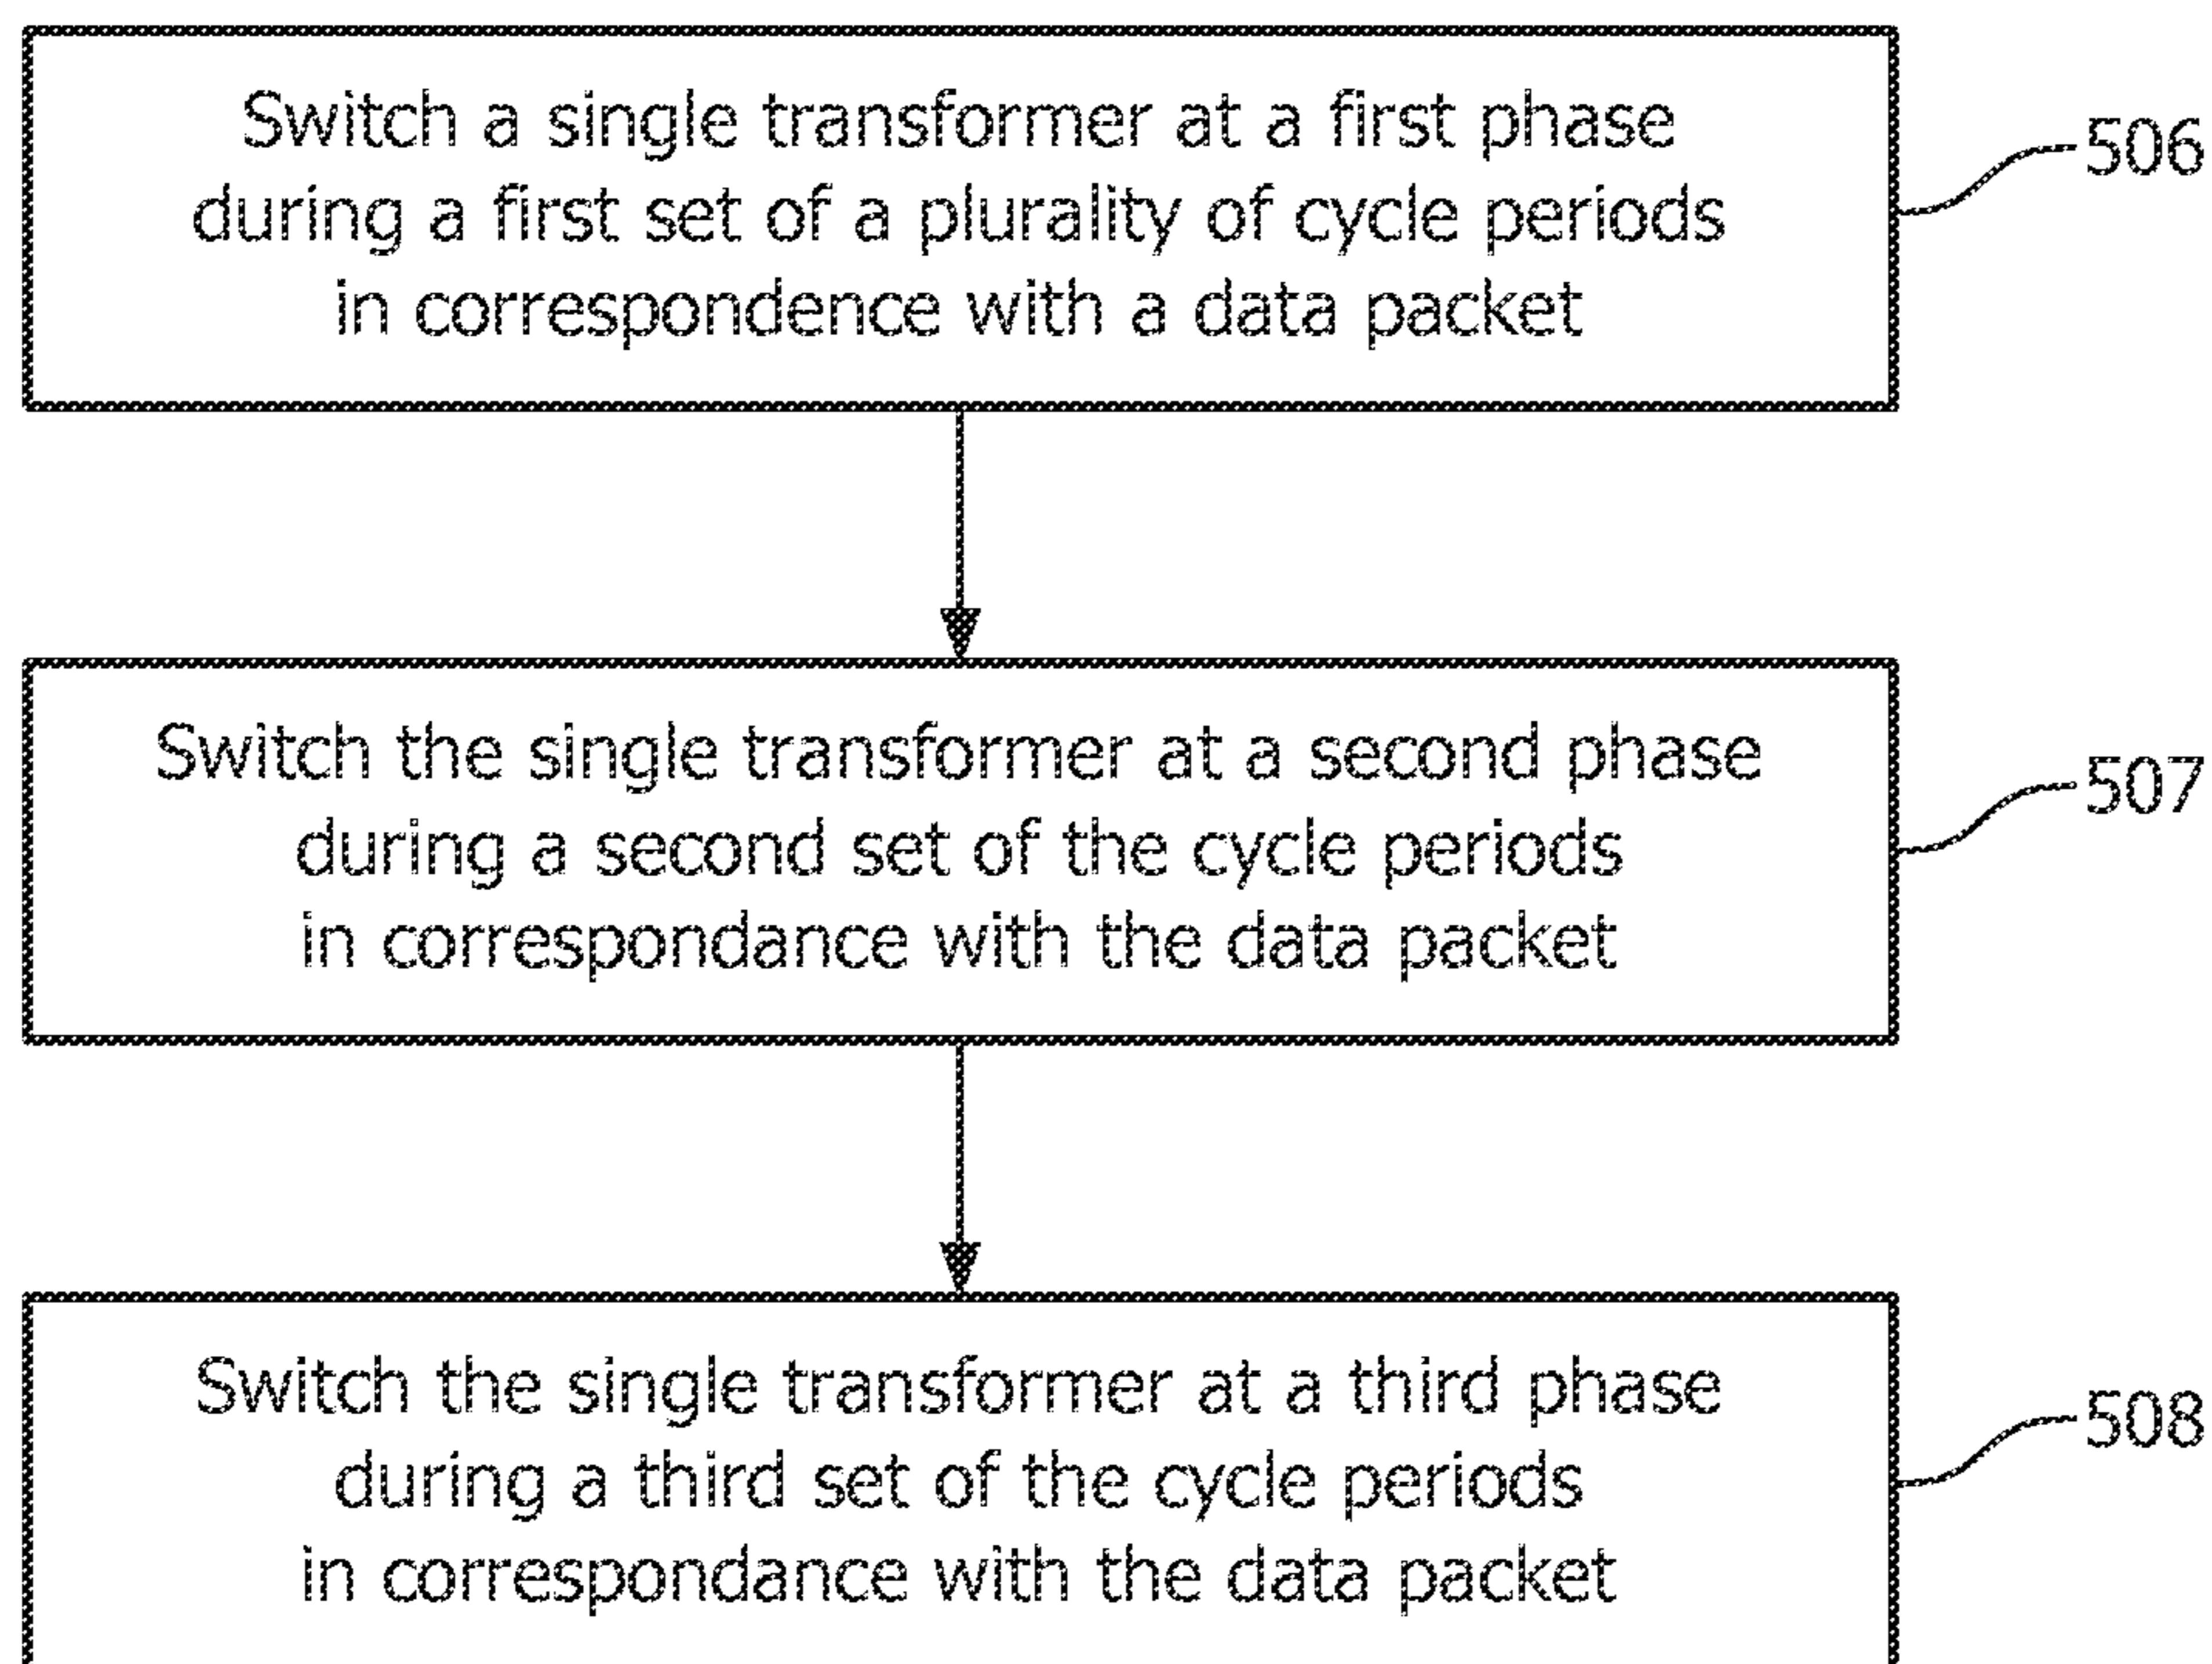 Switch a single transformer at a first phase
during a first set of a plurality of cycle periods
in correspondence with a data packet
506
Switch the single transformer at a second phase
during a second set of the cycle periods
in correspondance with the data packet
507
Switch the single transformer at a third phase
during a third set of the cycle periods
in correspondance with the data packet
508